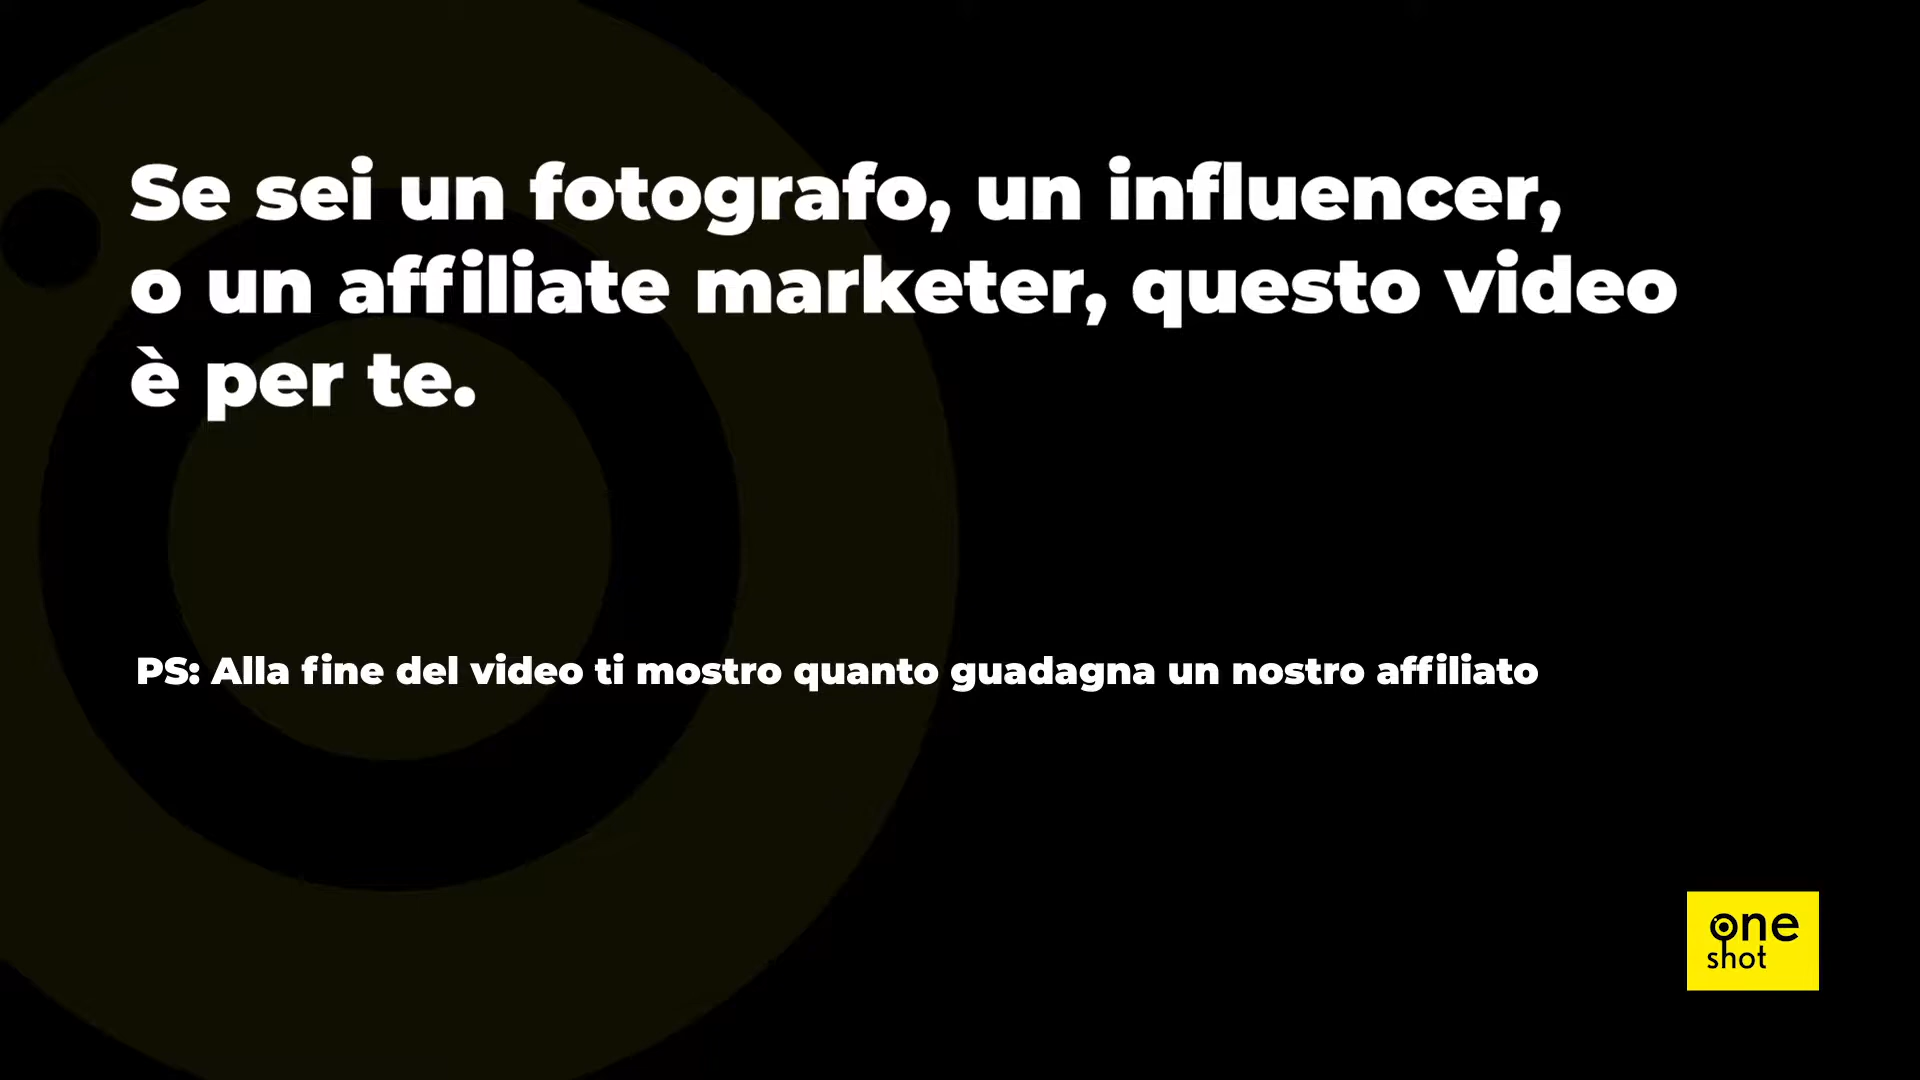 Se sei un fotografo, un influencer,
o un affiliate marketer, questo video
è per te.
PS: Alla fine del video ti mostro quanto guadagna un nostro affiliato
one
shot